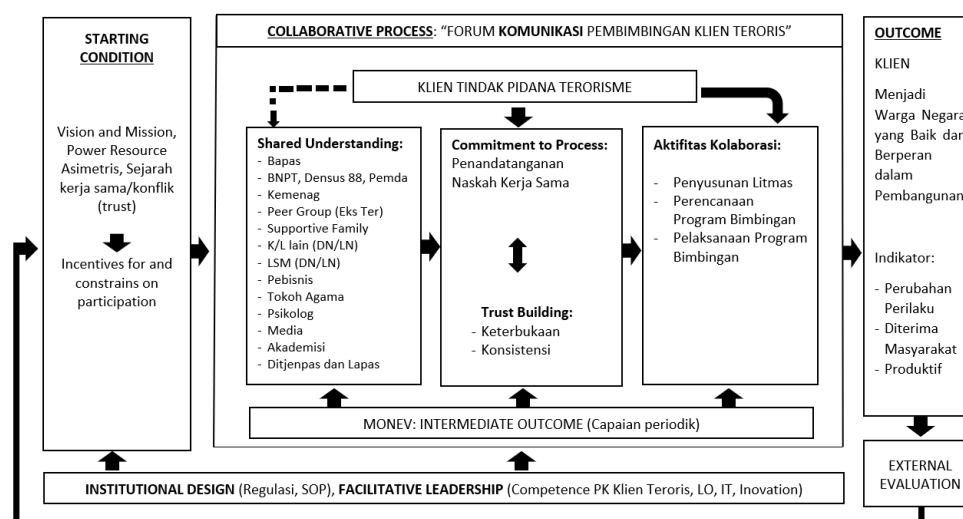 STARTING
CONDITION
Vision and Mission,
Power Resource
Asimetris, Sejarah
kerja sama/konflik
(trust)
Incentives for and
constrains on
participation
COLLABORATIVE PROCESS: “FORUM KOMUNIKASI PEMBIMBINGAN KLIEN TERORIS”
KLIEN TINDAK PIDANA TERORISME
Shared Understanding:
- Bapas
- BNPT, Densus 88, Pemda
- Kemenag
- Peer Group (Eks Ter)
- Supportive Family
- K/L lain (DN/LN)
- LSM (DN/LN)
- Pebisnis
- Tokoh Agama
- Psikolog
- Media
- Akademisi
- Ditjenpas dan Lapas
Commitment to Process:
Penandatanganan
Naskah Kerja Sama
Trust Building:
- Keterbukaan
- Konsistensi
Aktifitas Kolaborasi:
- Penyusunan Litmas
- Perencanaan
Program Bimbingan
- Pelaksanaan Program
Bimbingan
MONEV: INTERMEDIATE OUTCOME (Capaian periodik)
INSTITUTIONAL DESIGN (Regulasi, SOP), FACILITATIVE LEADERSHIP (Competence PK Klien Teroris, LO, IT, Inovation)
OUTCOME
KLIEN
Menjadi
Warga Negara
yang Baik dan
Berperan
dalam
Pembangunan
Indikator:
- Perubahan
Perilaku
- Diterima
Masyarakat
- Produktif
EXTERNAL
EVALUATION